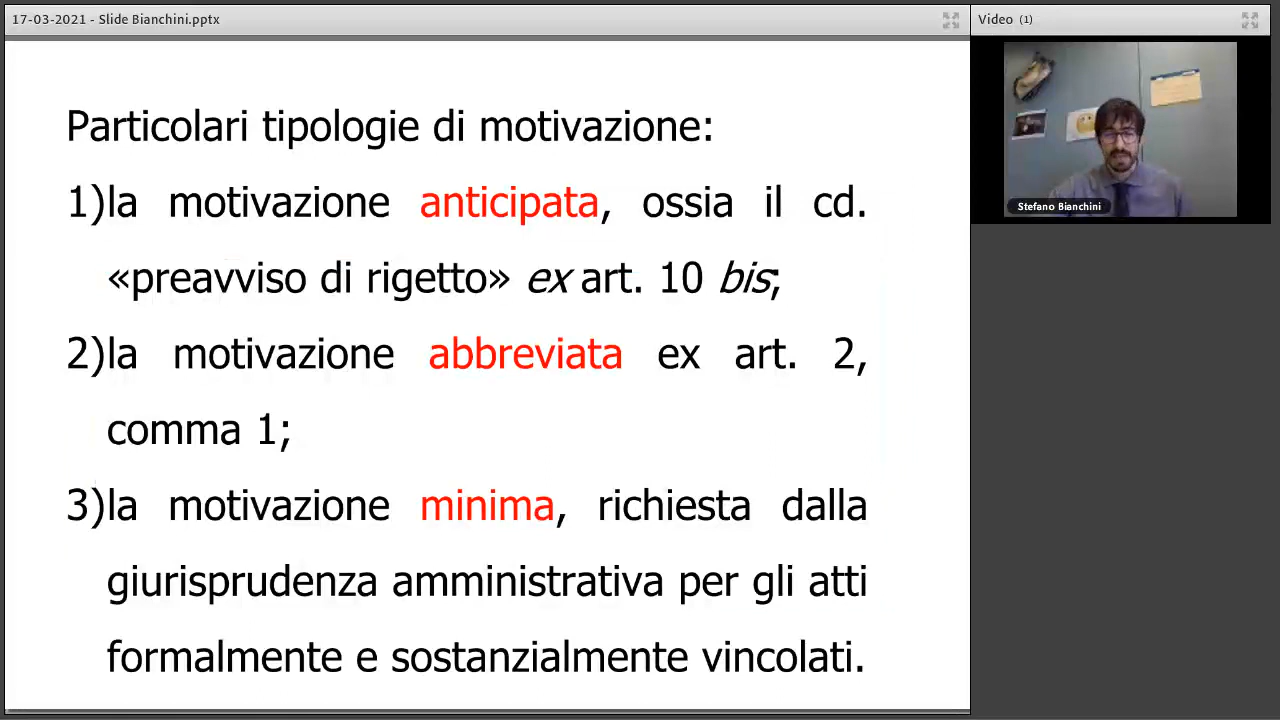 17-03-2021 - Slide Bianchini.pptx
Video (1)
Particolari tipologie di motivazione:
1)la motivazione anticipata, ossia il cd.
«preavviso di rigetto» ex art. 10 bis;
2)la motivazione abbreviata ex art. 2,
comma 1;
3)la motivazione minima, richiesta dalla
giurisprudenza amministrativa per gli atti
formalmente e sostanzialmente vincolati.
Stefano Bianchini